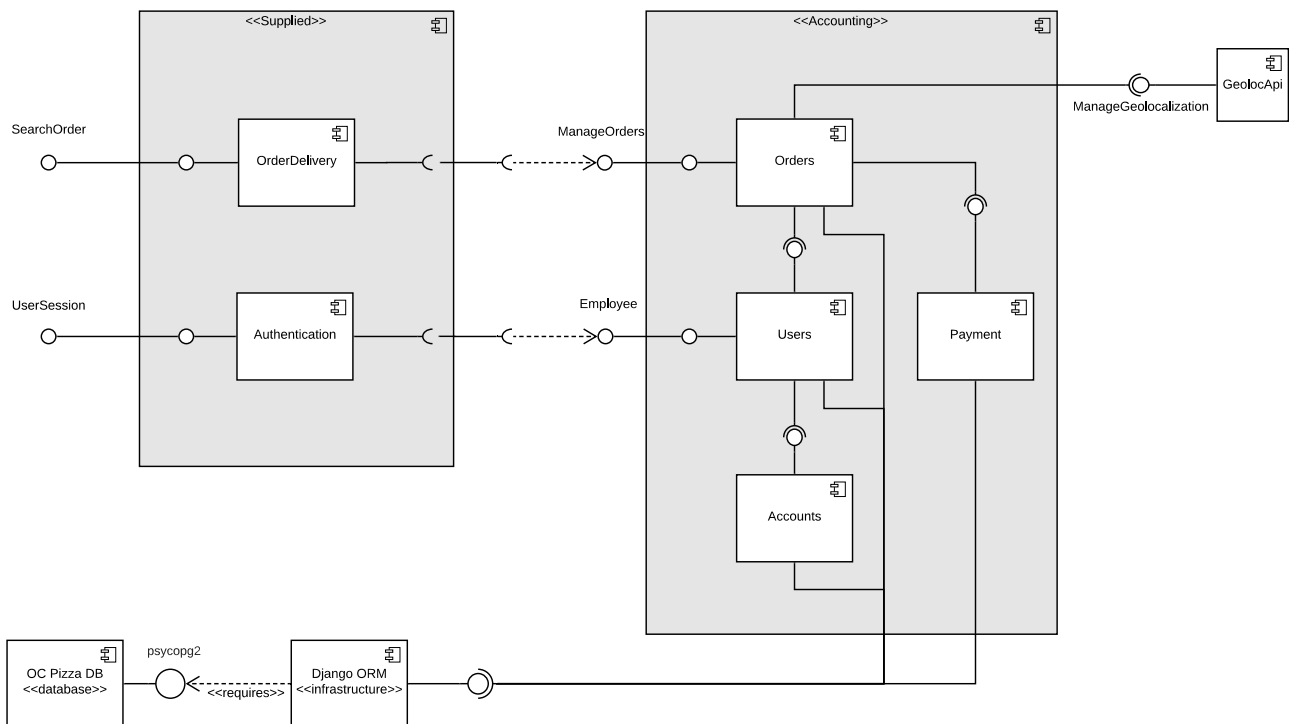 <<Supplied>>
<<Accounting>>
GeolocApi
ManageGeolocalization
SearchOrder
ManageOrders
OrderDelivery
Orders
UserSession
Employee
Authentication
Users
Payment
Accounts
psycopg2
OC Pizza DB
<<database>>
<<requires>>
Django ORM
<<infrastructure>>